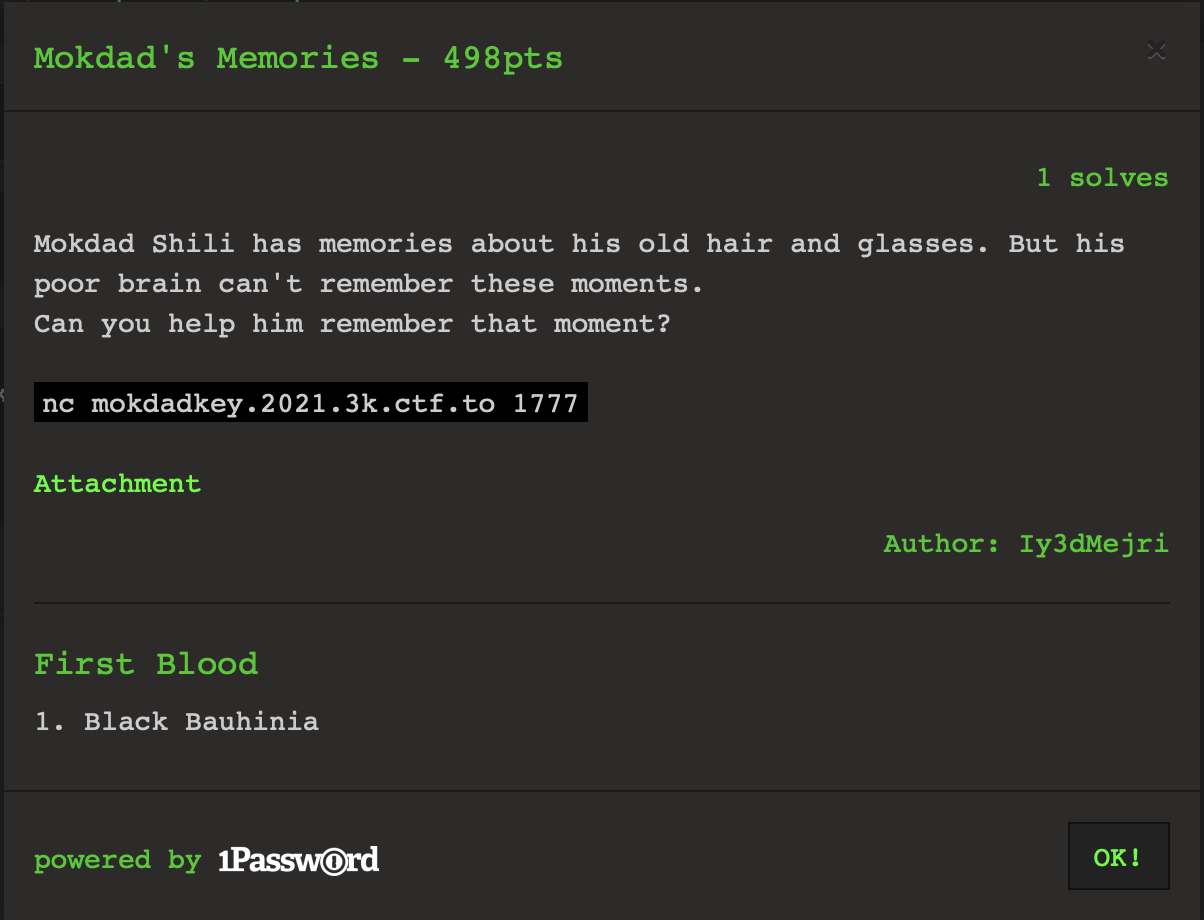 Mokdad's Memories - 498pts
×
1 solves
Mokdad Shili has memories about his old hair and glasses. But his
poor brain can't remember these moments.
Can you help him remember that moment?
nc mokdadkey.2021.3k.ctf.to 1777
Attachment
Author: Iy3dMejri
First Blood
1. Black Bauhinia
powered by 1Password
OK!